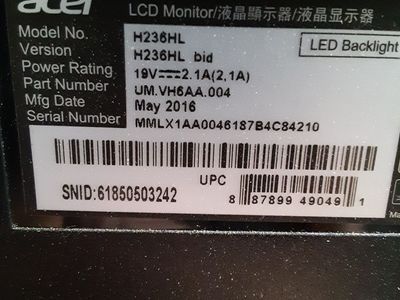 acer
LCD Monitor/液晶顯示器/液晶显示器
Model No. H236HL
LED Backlight
Version H236HL bid
Power Rating 19V⎓2.1A(2,1A)
Part Number UM.VH6AA.004
Mfg Date May 2016
Serial Number MMLX1AA0046187B4C84210
SNID:61850503242
UPC
8 87899 49049 1